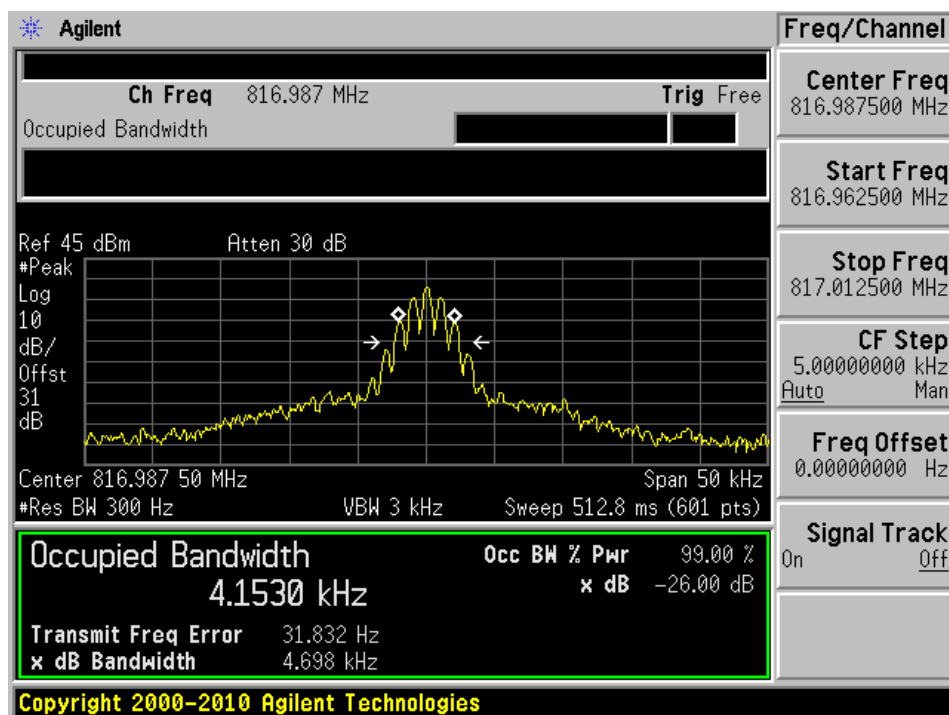 Agilent
Freq/Channel
Ch Freq 816.987 MHz Trig Free
Occupied Bandwidth
Center Freq
816.987500 MHz
Start Freq
816.962500 MHz
Stop Freq
817.012500 MHz
CF Step
5.00000000 kHz
Auto Man
Freq Offset
0.00000000 Hz
Signal Track
On Off
Ref 45 dBm Atten 30 dB
#Peak
Log
10
dB/
Offst
31
dB
Center 816.987 50 MHz Span 50 kHz
#Res BW 300 Hz VBW 3 kHz Sweep 512.8 ms (601 pts)
Occupied Bandwidth
4.1530 kHz
Occ BW % Pwr 99.00 %
x dB -26.00 dB
Transmit Freq Error 31.832 Hz
x dB Bandwidth 4.698 kHz
Copyright 2000-2010 Agilent Technologies